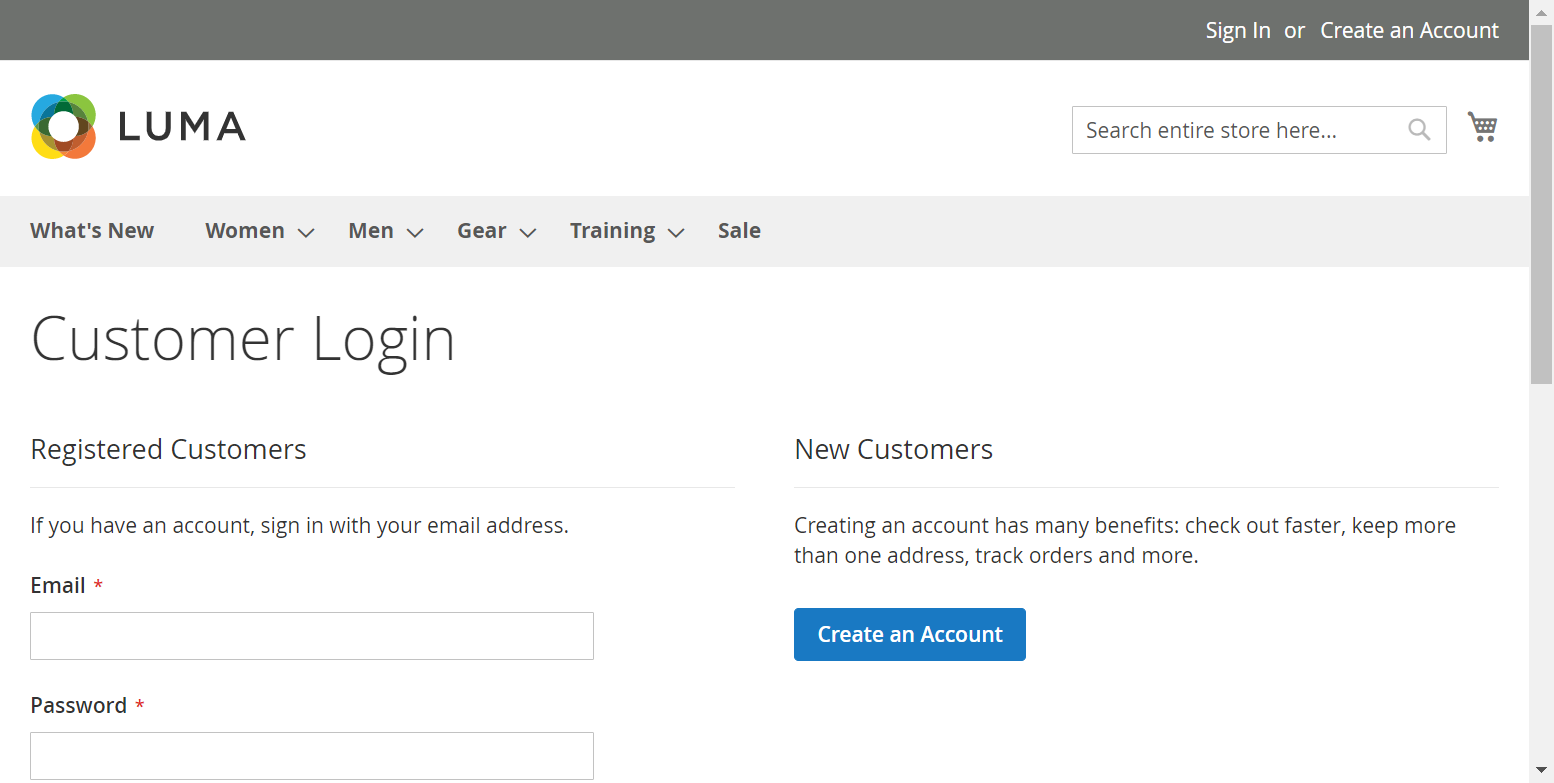 Sign In or Create an Account
LUMA
Search entire store here...
What's New Women Men Gear Training Sale
Customer Login
Registered Customers
If you have an account, sign in with your email address.
Email *
Password *
New Customers
Creating an account has many benefits: check out faster, keep more
than one address, track orders and more.
Create an Account